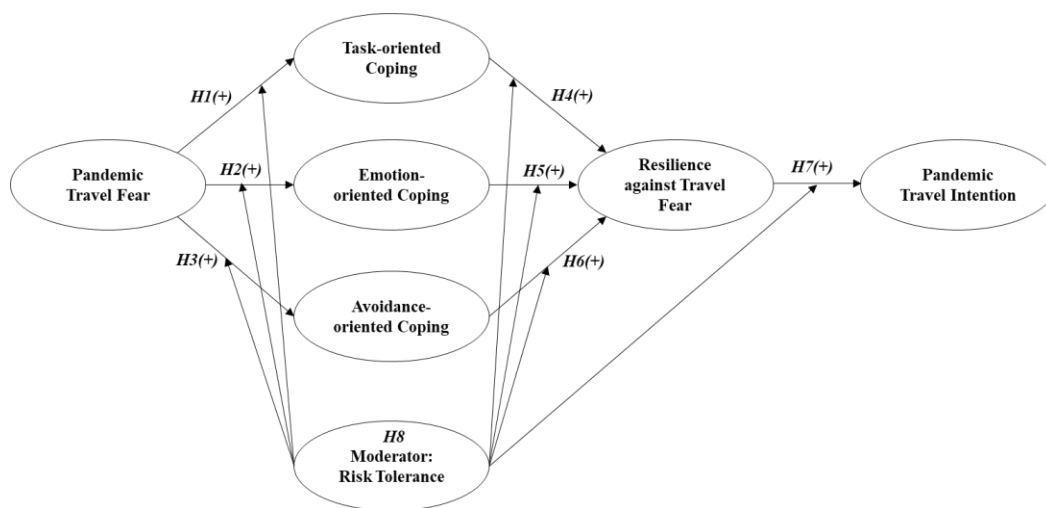 Task-oriented
Coping
H1(+)
H4(+)
Pandemic
Travel Fear
H2(+)
Emotion-
oriented Coping
H5(+)
Resilience
against Travel
Fear
H7(+)
Pandemic
Travel Intention
H3(+)
H6(+)
Avoidance-
oriented Coping
H8
Moderator:
Risk Tolerance